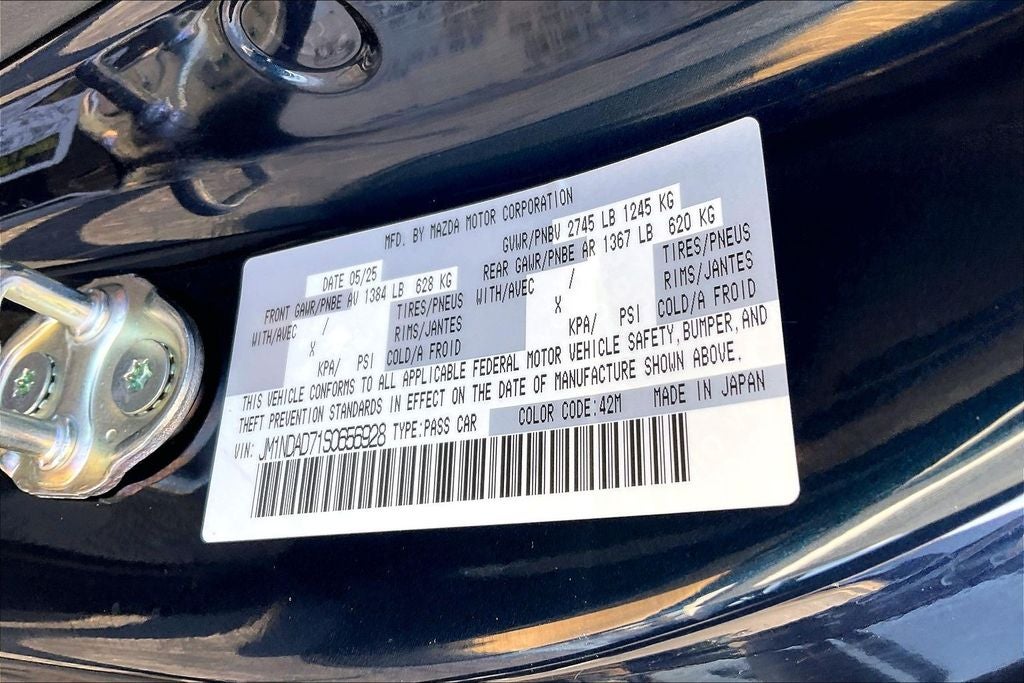 MFD. BY MAZDA MOTOR CORPORATION
DATE 05/25 GVWR/PNBV 2745 LB 1245 KG
FRONT GAWR/PNBE AV 1384 LB 628 KG REAR GAWR/PNBE AR 1367 LB 620 KG
WITH/AVEC / TIRES/PNEUS WITH/AVEC / TIRES/PNEUS
X RIMS/JANTES X RIMS/JANTES
KPA/ PSI COLD/A FROID KPA/ PSI COLD/A FROID
THIS VEHICLE CONFORMS TO ALL APPLICABLE FEDERAL MOTOR VEHICLE SAFETY, BUMPER, AND
THEFT PREVENTION STANDARDS IN EFFECT ON THE DATE OF MANUFACTURE SHOWN ABOVE.
VIN: JM1NDAD71S0656928 TYPE:PASS CAR COLOR CODE:42M MADE IN JAPAN